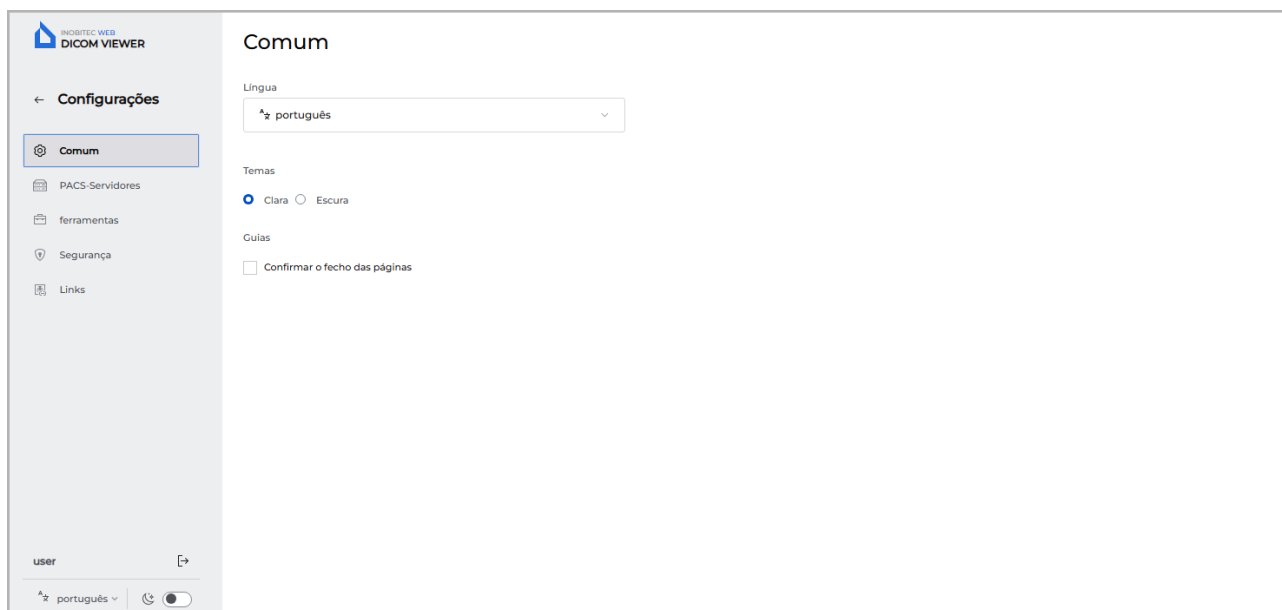 INOBITEC WEB
DICOM VIEWER
← Configurações
Comum
PACS-Servidores
ferramentas
Segurança
Links
user
português
Comum
Língua
português
Temas
Clara Escura
Guias
Confirmar o fecho das páginas